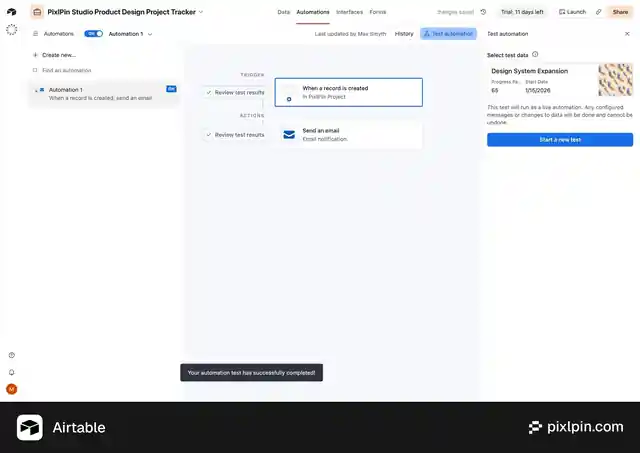 PixlPin Studio Product Design Project Tracker
Data
Automations
Interfaces
Forms
Changes saved
Trial: 11 days left
Launch
Share
Automations
ON
Automation 1
Last updated by Max Smyth
History
Test automation
Test automation
Create new...
Find an automation
Automation 1
When a record is created, send an email
ON
TRIGGER
Review test results
When a record is created
In PixlPin Project
ACTIONS
Review test results
Send an email
Email notification
Select test data
Design System Expansion
Progress Pe...
Start Date
65
1/15/2026
This test will run as a live automation. Any configured
messages or changes to data will be done and cannot be
undone.
Start a new test
Your automation test has successfully completed!
M
Airtable
pixlpin.com